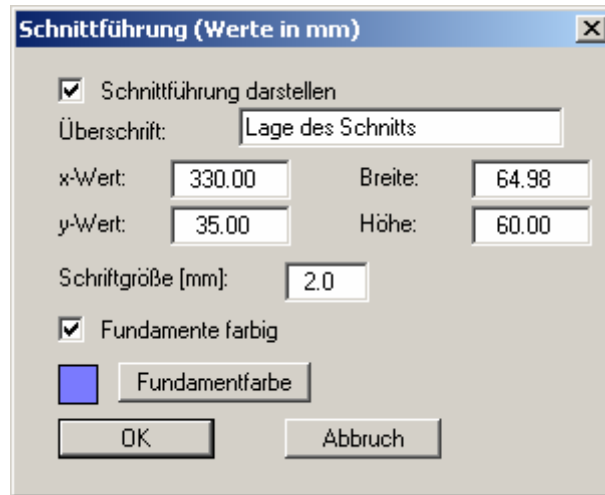 Schnittführung (Werte in mm)
Schnittführung darstellen
Überschrift: Lage des Schnitts
x-Wert: 330.00 Breite: 64.98
y-Wert: 35.00 Höhe: 60.00
Schriftgröße [mm]: 2.0
Fundamente farbig
Fundamentfarbe
OK Abbruch